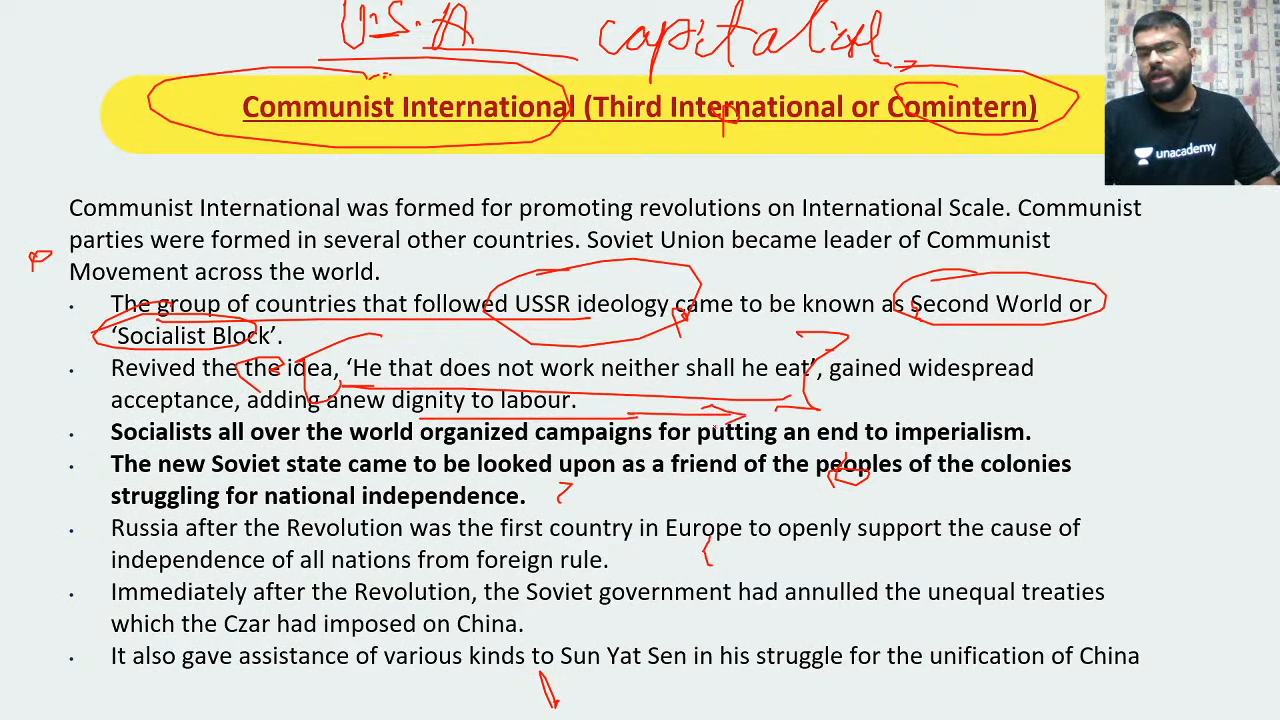 U.S.A capitalist
Communist International (Third International or Comintern)
unacademy
Communist International was formed for promoting revolutions on International Scale. Communist
parties were formed in several other countries. Soviet Union became leader of Communist
Movement across the world.
• The group of countries that followed USSR ideology came to be known as Second World or
‘Socialist Block’.
• Revived the the idea, ‘He that does not work neither shall he eat’, gained widespread
acceptance, adding anew dignity to labour.
• Socialists all over the world organized campaigns for putting an end to imperialism.
• The new Soviet state came to be looked upon as a friend of the peoples of the colonies
struggling for national independence.
• Russia after the Revolution was the first country in Europe to openly support the cause of
independence of all nations from foreign rule.
• Immediately after the Revolution, the Soviet government had annulled the unequal treaties
which the Czar had imposed on China.
• It also gave assistance of various kinds to Sun Yat Sen in his struggle for the unification of China